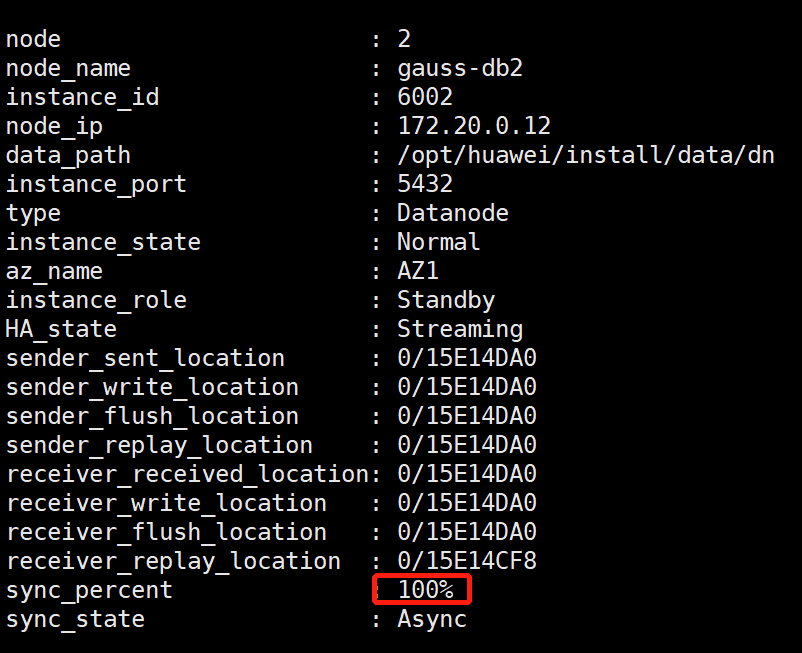 node : 2
node_name : gauss-db2
instance_id : 6002
node_ip : 172.20.0.12
data_path : /opt/huawei/install/data/dn
instance_port : 5432
type : Datanode
instance_state : Normal
az_name : AZ1
instance_role : Standby
HA_state : Streaming
sender_sent_location : 0/15E14DA0
sender_write_location : 0/15E14DA0
sender_flush_location : 0/15E14DA0
sender_replay_location : 0/15E14DA0
receiver_received_location: 0/15E14DA0
receiver_write_location : 0/15E14DA0
receiver_flush_location : 0/15E14DA0
receiver_replay_location : 0/15E14CF8
sync_percent : 100%
sync_state : Async